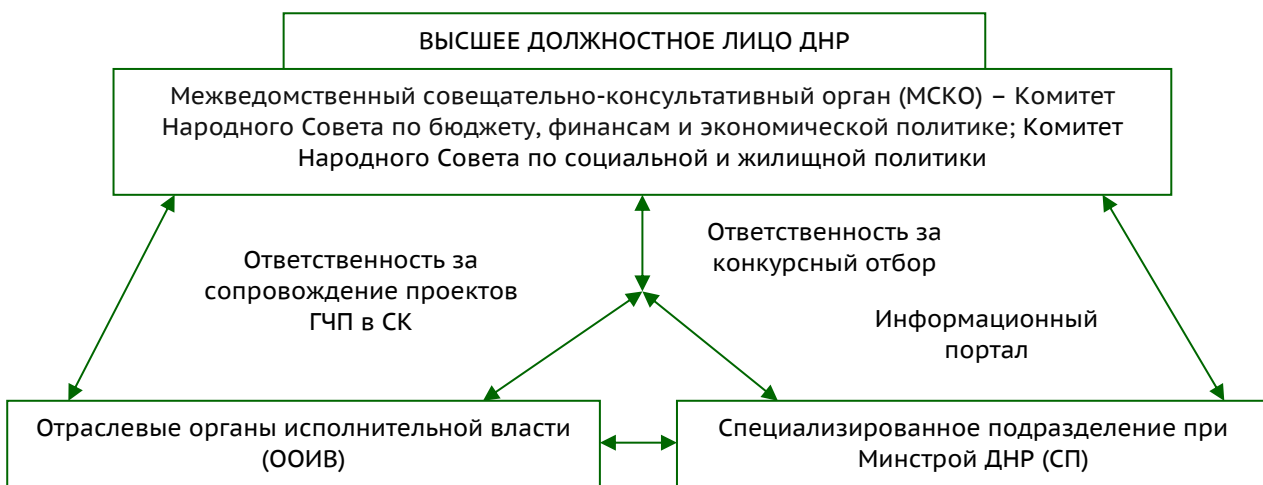 ВЫСШЕЕ ДОЛЖНОСТНОЕ ЛИЦО ДНР
Межведомственный совещательно-консультативный орган (МСКО) – Комитет
Народного Совета по бюджету, финансам и экономической политике; Комитет
Народного Совета по социальной и жилищной политики
Ответственность за
сопровождение проектов
ГЧП в СК
Ответственность за
конкурсный отбор
Информационный
портал
Отраслевые органы исполнительной власти
(ООИВ)
Специализированное подразделение при
Минстрой ДНР (СП)